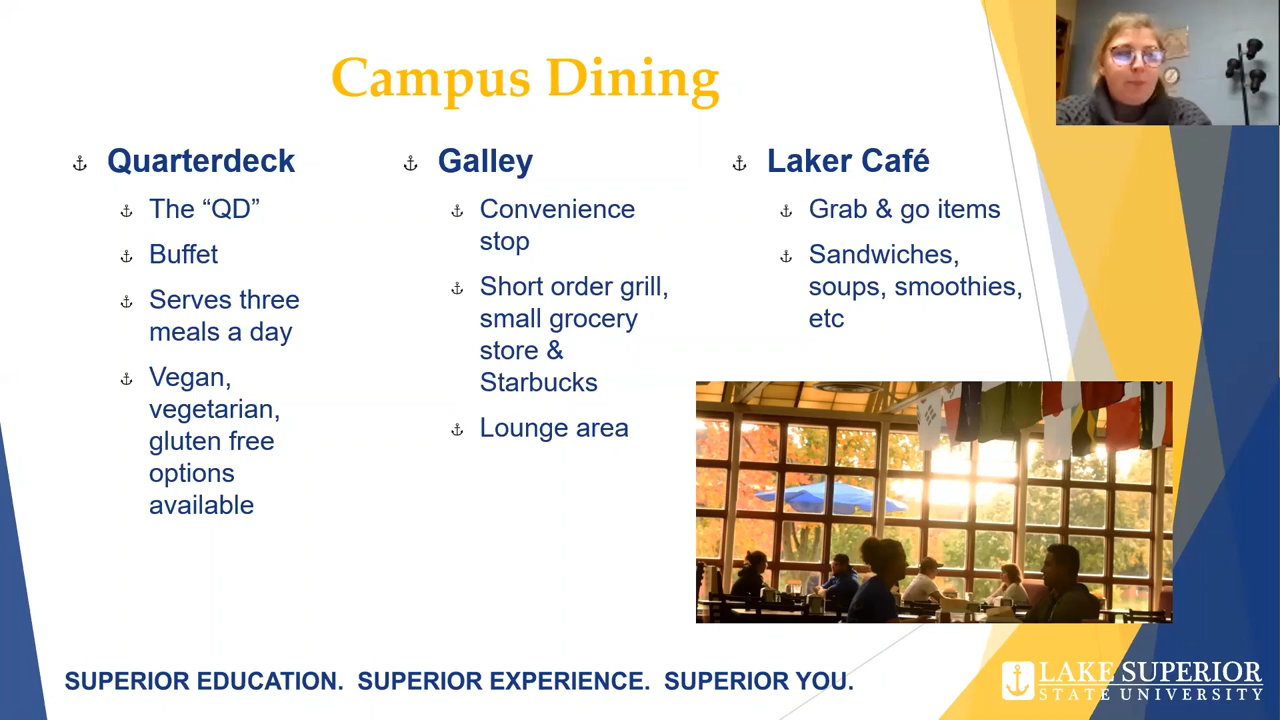 Campus Dining
Quarterdeck
The “QD”
Buffet
Serves three
meals a day
Vegan,
vegetarian,
gluten free
options
available
Galley
Convenience
stop
Short order grill,
small grocery
store &
Starbucks
Lounge area
Laker Café
Grab & go items
Sandwiches,
soups, smoothies,
etc
SUPERIOR EDUCATION. SUPERIOR EXPERIENCE. SUPERIOR YOU.
LAKE SUPERIOR
STATE UNIVERSITY